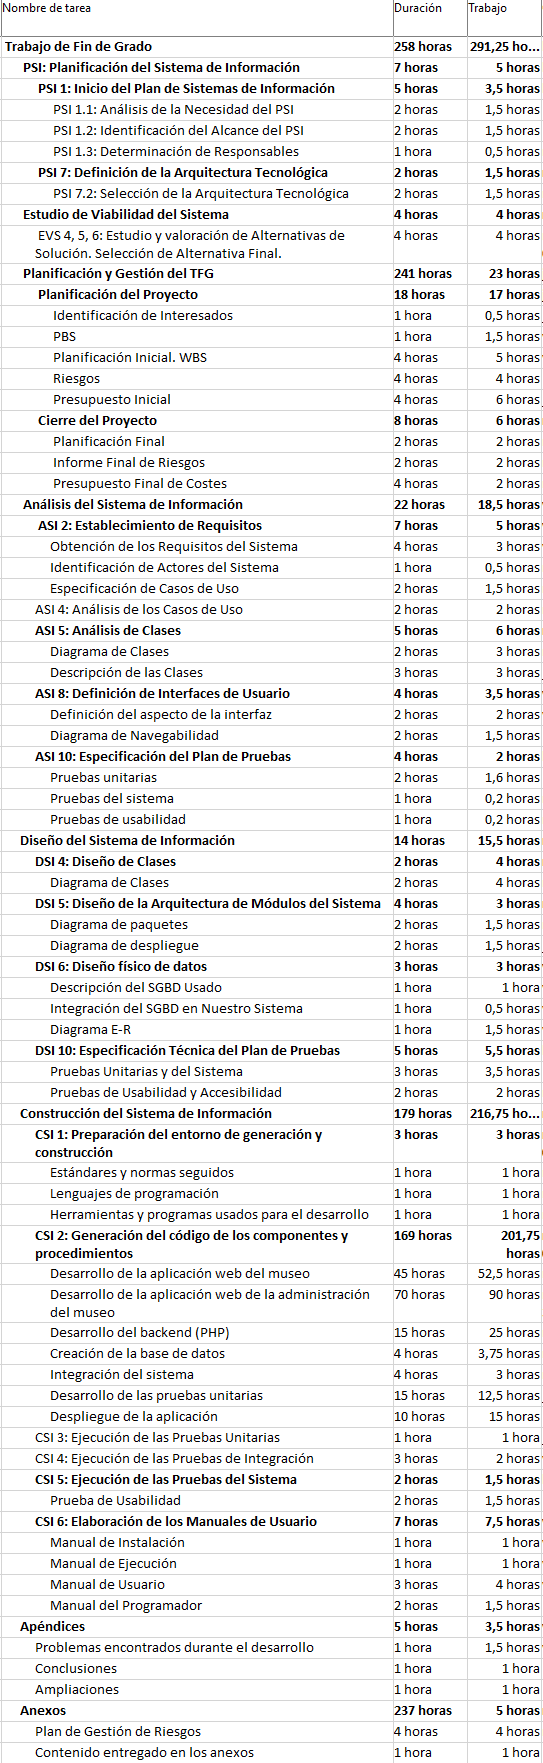 Nombre de tarea Duración Trabajo
Trabajo de Fin de Grado 258 horas 291,25 ho...
PSI: Planificación del Sistema de Información 7 horas 5 horas
PSI 1: Inicio del Plan de Sistemas de Información 5 horas 3,5 horas
PSI 1.1: Análisis de la Necesidad del PSI 2 horas 1,5 horas
PSI 1.2: Identificación del Alcance del PSI 2 horas 1,5 horas
PSI 1.3: Determinación de Responsables 1 hora 0,5 horas
PSI 7: Definición de la Arquitectura Tecnológica 2 horas 1,5 horas
PSI 7.2: Selección de la Arquitectura Tecnológica 2 horas 1,5 horas
Estudio de Viabilidad del Sistema 4 horas 4 horas
EVS 4, 5, 6: Estudio y valoración de Alternativas de 4 horas 4 horas
Solución. Selección de Alternativa Final.
Planificación y Gestión del TFG 241 horas 23 horas
Planificación del Proyecto 18 horas 17 horas
Identificación de Interesados 1 hora 0,5 horas
PBS 1 hora 1,5 horas
Planificación Inicial. WBS 4 horas 5 horas
Riesgos 4 horas 4 horas
Presupuesto Inicial 4 horas 6 horas
Cierre del Proyecto 8 horas 6 horas
Planificación Final 2 horas 2 horas
Informe Final de Riesgos 2 horas 2 horas
Presupuesto Final de Costes 4 horas 2 horas
Análisis del Sistema de Información 22 horas 18,5 horas
ASI 2: Establecimiento de Requisitos 7 horas 5 horas
Obtención de los Requisitos del Sistema 4 horas 3 horas
Identificación de Actores del Sistema 1 hora 0,5 horas
Especificación de Casos de Uso 2 horas 1,5 horas
ASI 4: Análisis de los Casos de Uso 2 horas 2 horas
ASI 5: Análisis de Clases 5 horas 6 horas
Diagrama de Clases 2 horas 3 horas
Descripción de las Clases 3 horas 3 horas
ASI 8: Definición de Interfaces de Usuario 4 horas 3,5 horas
Definición del aspecto de la interfaz 2 horas 2 horas
Diagrama de Navegabilidad 2 horas 1,5 horas
ASI 10: Especificación del Plan de Pruebas 4 horas 2 horas
Pruebas unitarias 2 horas 1,6 horas
Pruebas del sistema 1 hora 0,2 horas
Pruebas de usabilidad 1 hora 0,2 horas
Diseño del Sistema de Información 14 horas 15,5 horas
DSI 4: Diseño de Clases 2 horas 4 horas
Diagrama de Clases 2 horas 4 horas
DSI 5: Diseño de la Arquitectura de Módulos del Sistema 4 horas 3 horas
Diagrama de paquetes 2 horas 1,5 horas
Diagrama de despliegue 2 horas 1,5 horas
DSI 6: Diseño físico de datos 3 horas 3 horas
Descripción del SGBD Usado 1 hora 1 hora
Integración del SGBD en Nuestro Sistema 1 hora 0,5 horas
Diagrama E-R 1 hora 1,5 horas
DSI 10: Especificación Técnica del Plan de Pruebas 5 horas 5,5 horas
Pruebas Unitarias y del Sistema 3 horas 3,5 horas
Pruebas de Usabilidad y Accesibilidad 2 horas 2 horas
Construcción del Sistema de Información 179 horas 216,75 ho...
CSI 1: Preparación del entorno de generación y 3 horas 3 horas
construcción
Estándares y normas seguidos 1 hora 1 hora
Lenguajes de programación 1 hora 1 hora
Herramientas y programas usados para el desarrollo 1 hora 1 hora
CSI 2: Generación del código de los componentes y 169 horas 201,75
procedimientos horas
Desarrollo de la aplicación web del museo 45 horas 52,5 horas
Desarrollo de la aplicación web de la administración 70 horas 90 horas
del museo
Desarrollo del backend (PHP) 15 horas 25 horas
Creación de la base de datos 4 horas 3,75 horas
Integración del sistema 4 horas 3 horas
Desarrollo de las pruebas unitarias 15 horas 12,5 horas
Despliegue de la aplicación 10 horas 15 horas
CSI 3: Ejecución de las Pruebas Unitarias 1 hora 1 hora
CSI 4: Ejecución de las Pruebas de Integración 3 horas 2 horas
CSI 5: Ejecución de las Pruebas del Sistema 2 horas 1,5 horas
Prueba de Usabilidad 2 horas 1,5 horas
CSI 6: Elaboración de los Manuales de Usuario 7 horas 7,5 horas
Manual de Instalación 1 hora 1 hora
Manual de Ejecución 1 hora 1 hora
Manual de Usuario 3 horas 4 horas
Manual del Programador 2 horas 1,5 horas
Apéndices 5 horas 3,5 horas
Problemas encontrados durante el desarrollo 1 hora 1,5 horas
Conclusiones 1 hora 1 hora
Ampliaciones 1 hora 1 hora
Anexos 237 horas 5 horas
Plan de Gestión de Riesgos 4 horas 4 horas
Contenido entregado en los anexos 1 hora 1 hora